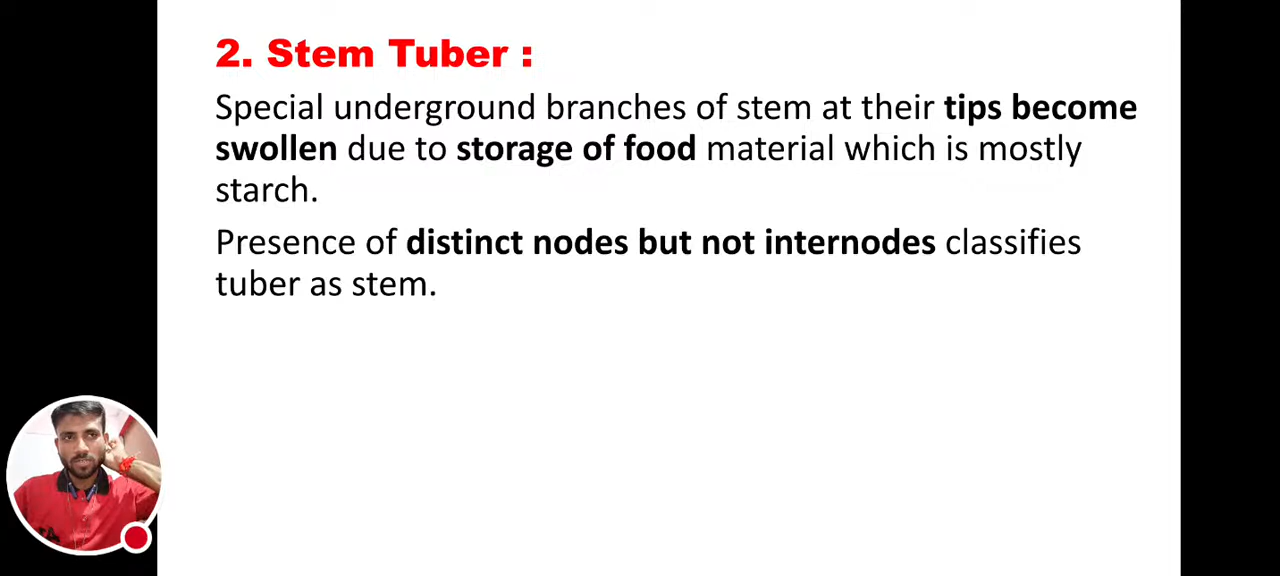 2. Stem Tuber :
Special underground branches of stem at their tips become
swollen due to storage of food material which is mostly
starch.
Presence of distinct nodes but not internodes classifies
tuber as stem.